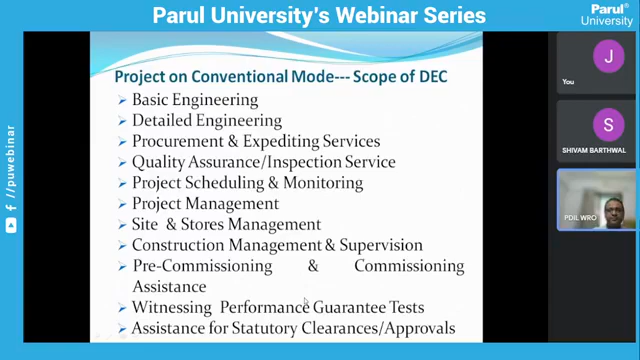 Parul University's Webinar Series
Parul®
University
Project on Conventional Mode--- Scope of DEC
Basic Engineering
Detailed Engineering
Procurement & Expediting Services
Quality Assurance/Inspection Service
Project Scheduling & Monitoring
Project Management
Site & Stores Management
Construction Management & Supervision
Pre-Commissioning & Commissioning
Assistance
Witnessing Performance Guarantee Tests
Assistance for Statutory Clearances/Approvals
J
You
S
SHIVAM BARTHWAL
PDIL WRO
f //puwebinar